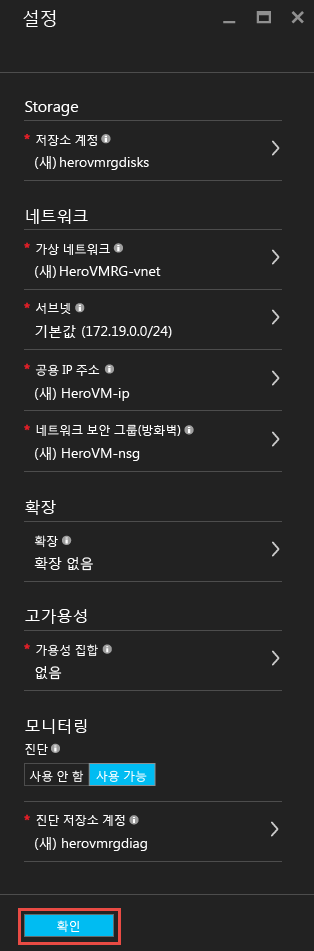 설정
Storage
* 저장소 계정
(새) herovmrgdisks
네트워크
* 가상 네트워크
(새) HeroVMRG-vnet
* 서브넷
기본값 (172.19.0.0/24)
* 공용 IP 주소
(새) HeroVM-ip
* 네트워크 보안 그룹(방화벽)
(새) HeroVM-nsg
확장
확장
확장 없음
고가용성
* 가용성 집합
없음
모니터링
진단
사용 안 함 사용 가능
* 진단 저장소 계정
(새) herovmrgdiag
확인